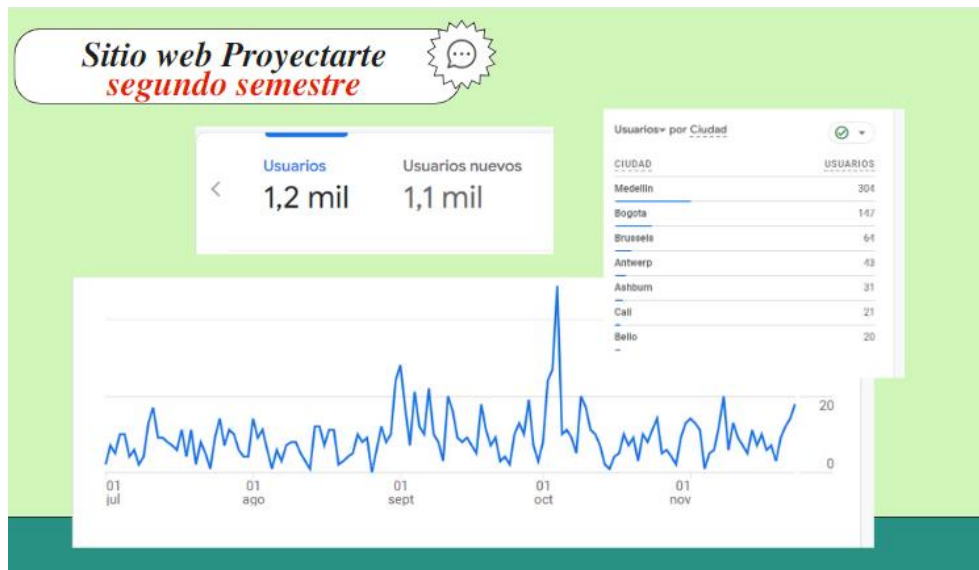 Sitio web Proyectarte
segundo semestre
Usuarios
Usuarios nuevos
1,2 mil
1,1 mil
Usuarios por Ciudad
CIUDAD USUARIOS
Medellin 304
Bogota 147
Brussels 64
Antwerp 43
Ashburn 31
Cali 21
Bello 20
20
0
01 jul
01 ago
01 sept
01 oct
01 nov